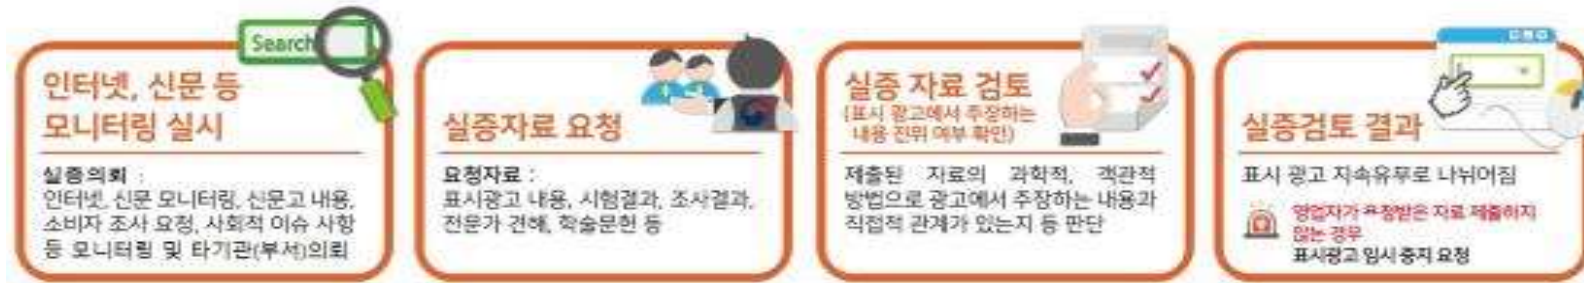 Search
인터넷, 신문 등
모니터링 실시
실증의뢰 :
인터넷, 신문 모니터링, 신문고 내용,
소비자 조사 요청, 사회적 이슈 사항
등 모니터링 및 타기관(부서)의뢰
실증자료 요청
요청자료 :
표시광고 내용, 시험결과, 조사결과,
전문가 견해, 학술문헌 등
실증 자료 검토
(표시 광고에서 주장하는
내용 진위 여부 확인)
제출된 자료의 과학적, 객관적
방법으로 광고에서 주장하는 내용과
직접적 관계가 있는지 등 판단
실증검토 결과
표시 광고 지속유무로 나뉘어짐
영업자가 요청받은 자료 제출하지
않는 경우
표시광고 임시 중지 요청